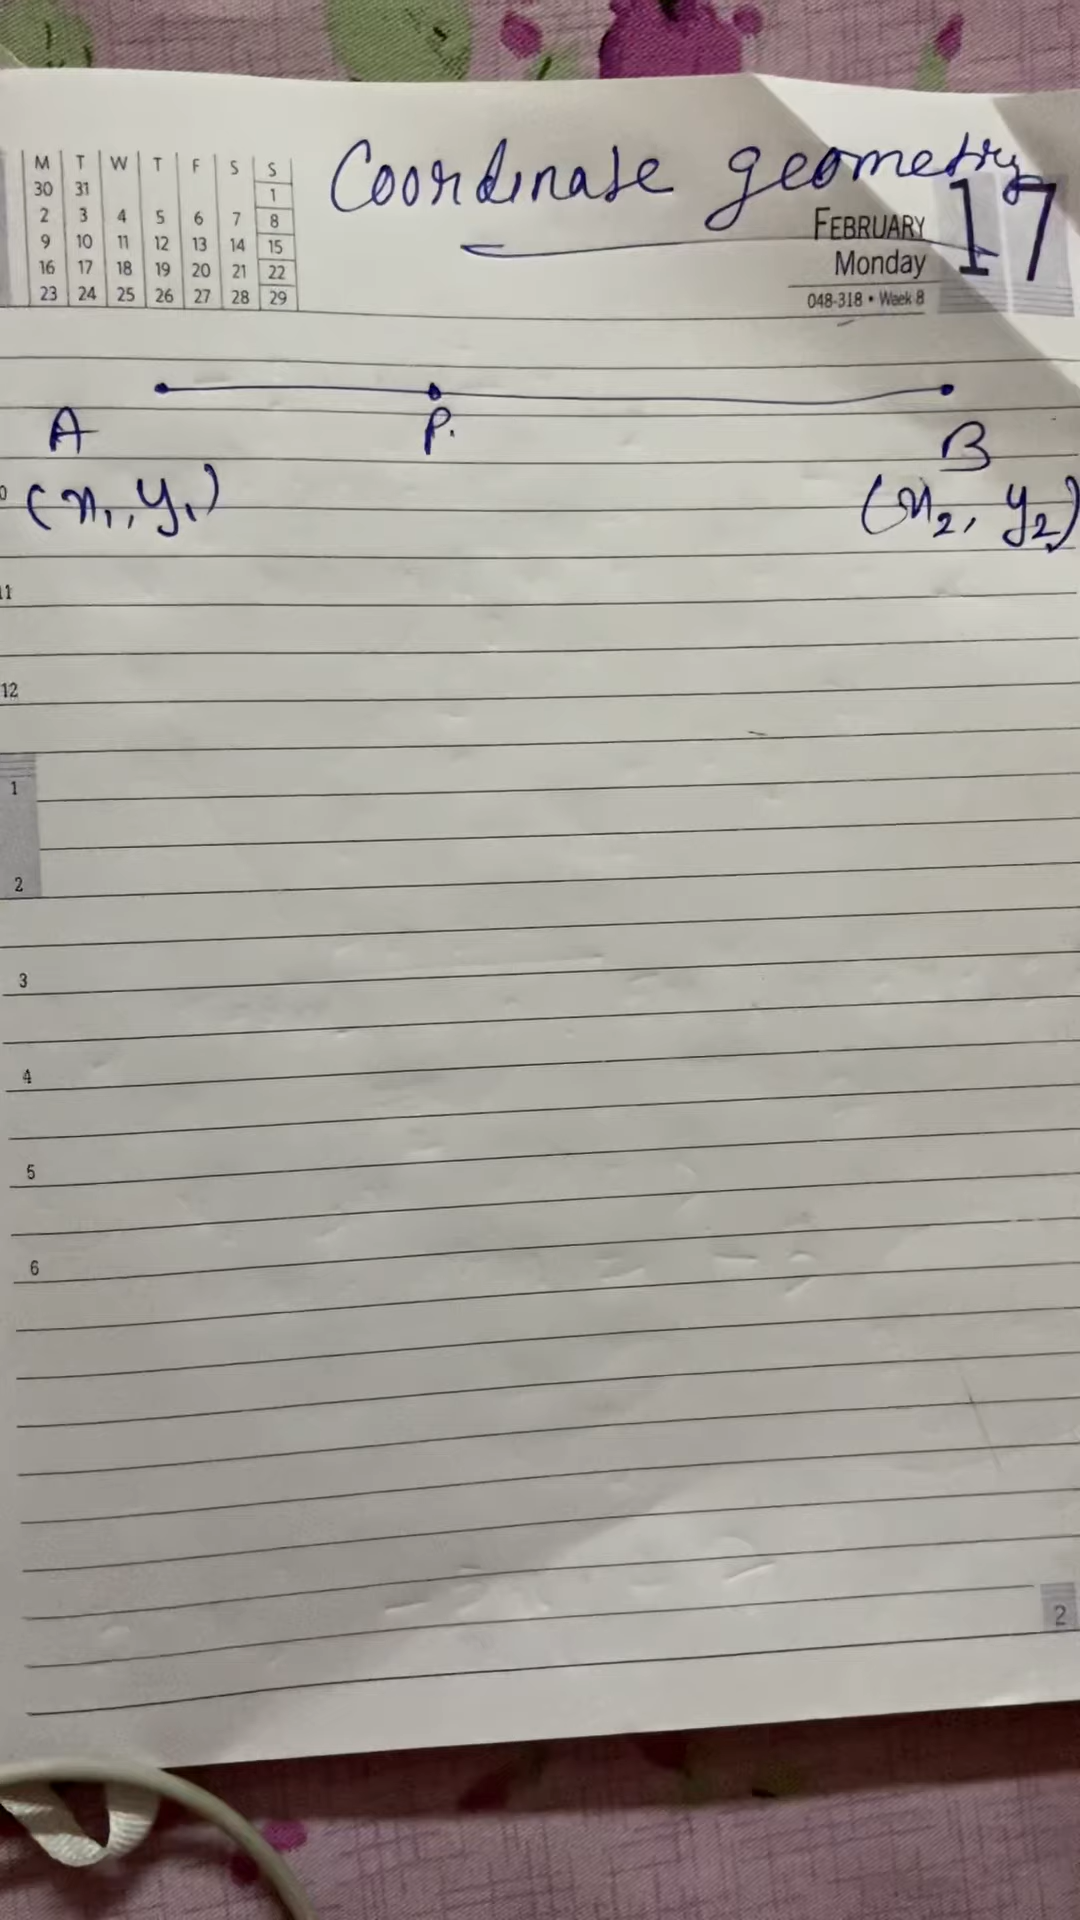 Coordinate geometry
M T W T F S S
30 31 1
2 3 4 5 6 7 8
9 10 11 12 13 14 15
16 17 18 19 20 21 22
23 24 25 26 27 28 29
FEBRUARY 17
Monday
048-318 • Week 8
A P. B
(x₁, y₁) (x₂, y₂)
11
12
1
2
3
4
5
6
2